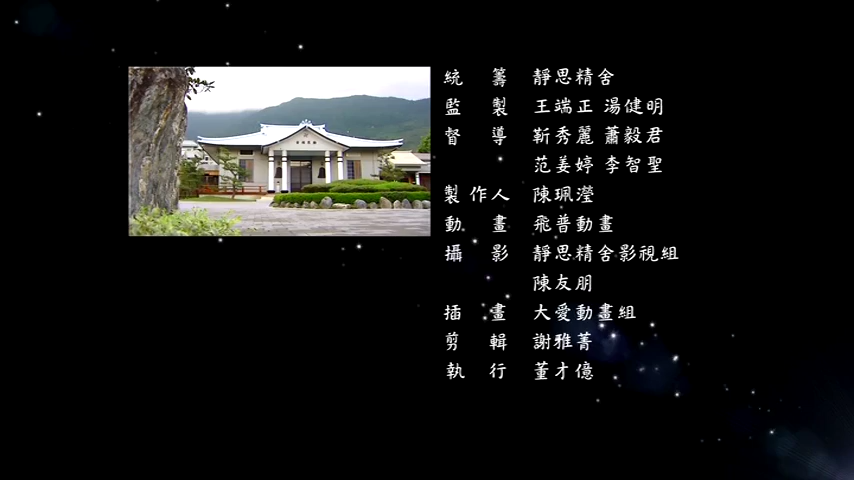 統 籌 靜思精舍
監 製 王端正 湯健明
督 導 靳秀麗 蕭毅君
范姜婷 李智聖
製作人 陳珮瀅
動 畫 飛普動畫
攝 影 靜思精舍影視組
陳友朋
插 畫 大愛動畫組
剪 輯 謝雅菁
執 行 董才億